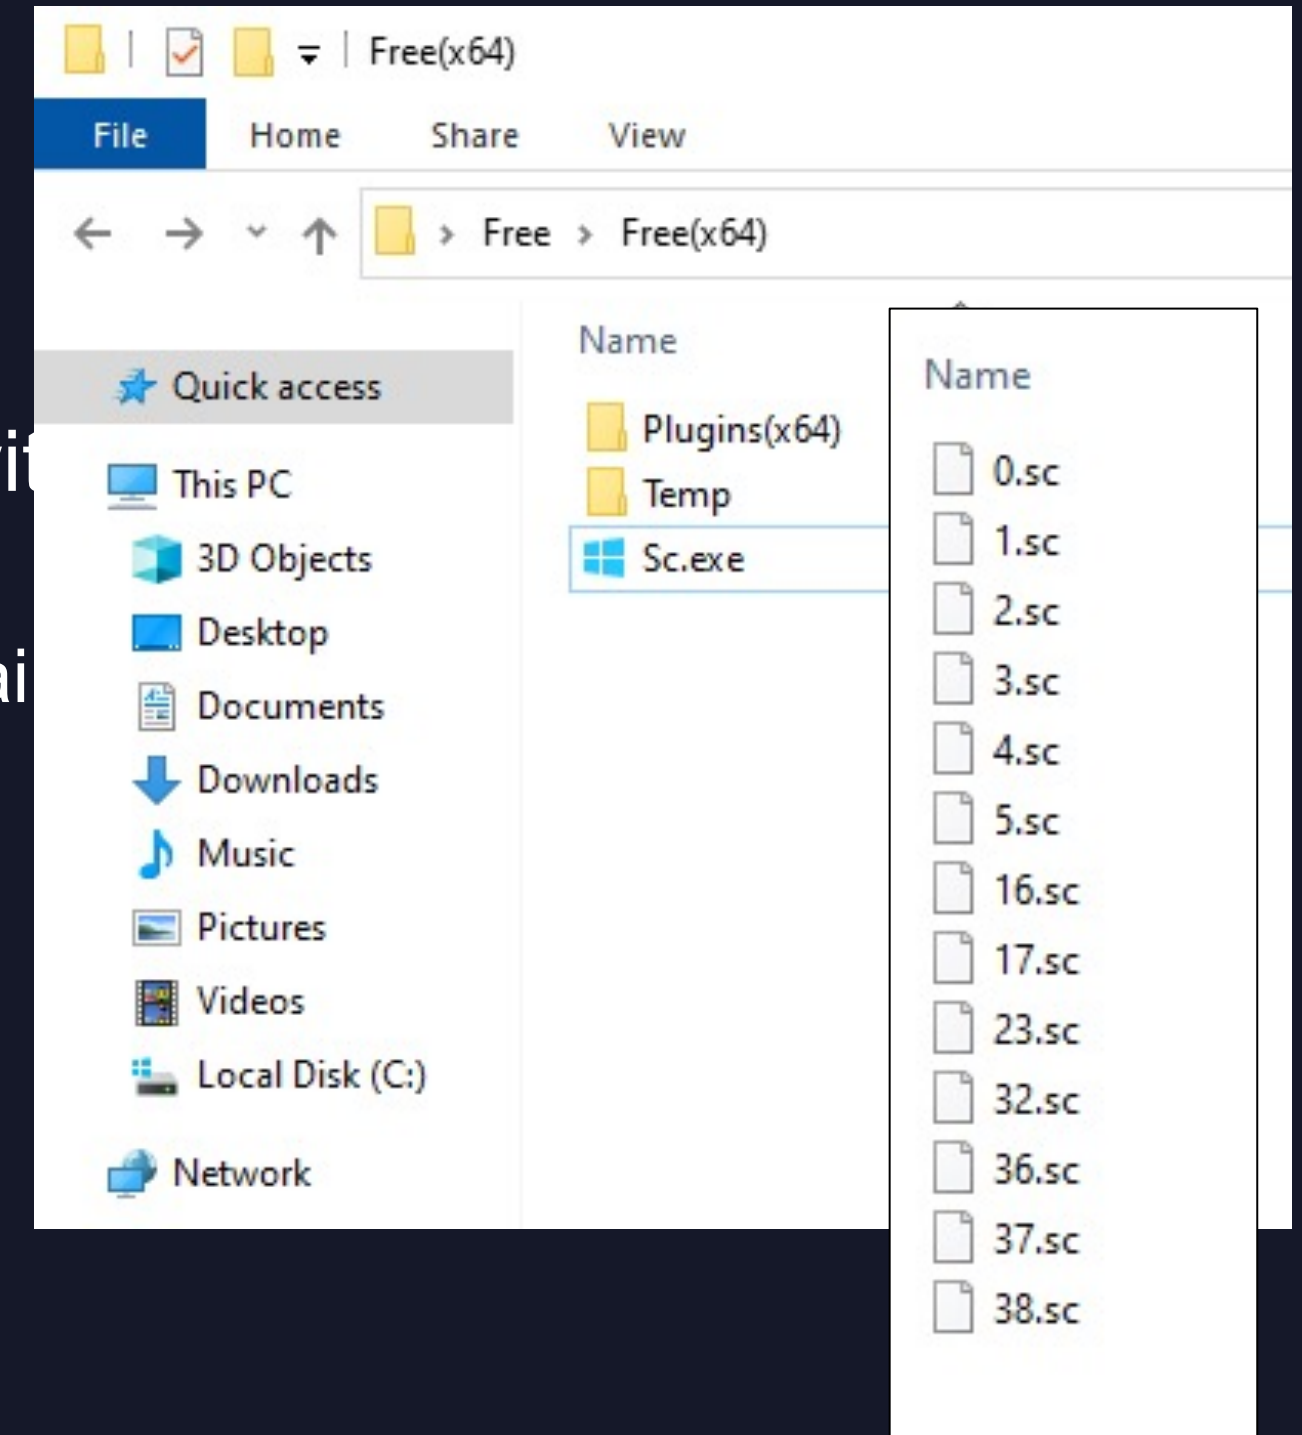 Free(x64)
File Home Share View
Free > Free(x64)
Quick access
This PC
3D Objects
Desktop
Documents
Downloads
Music
Pictures
Videos
Local Disk (C:)
Network
Name
Plugins(x64)
Temp
Sc.exe
Name
0.sc
1.sc
2.sc
3.sc
4.sc
5.sc
16.sc
17.sc
23.sc
32.sc
36.sc
37.sc
38.sc